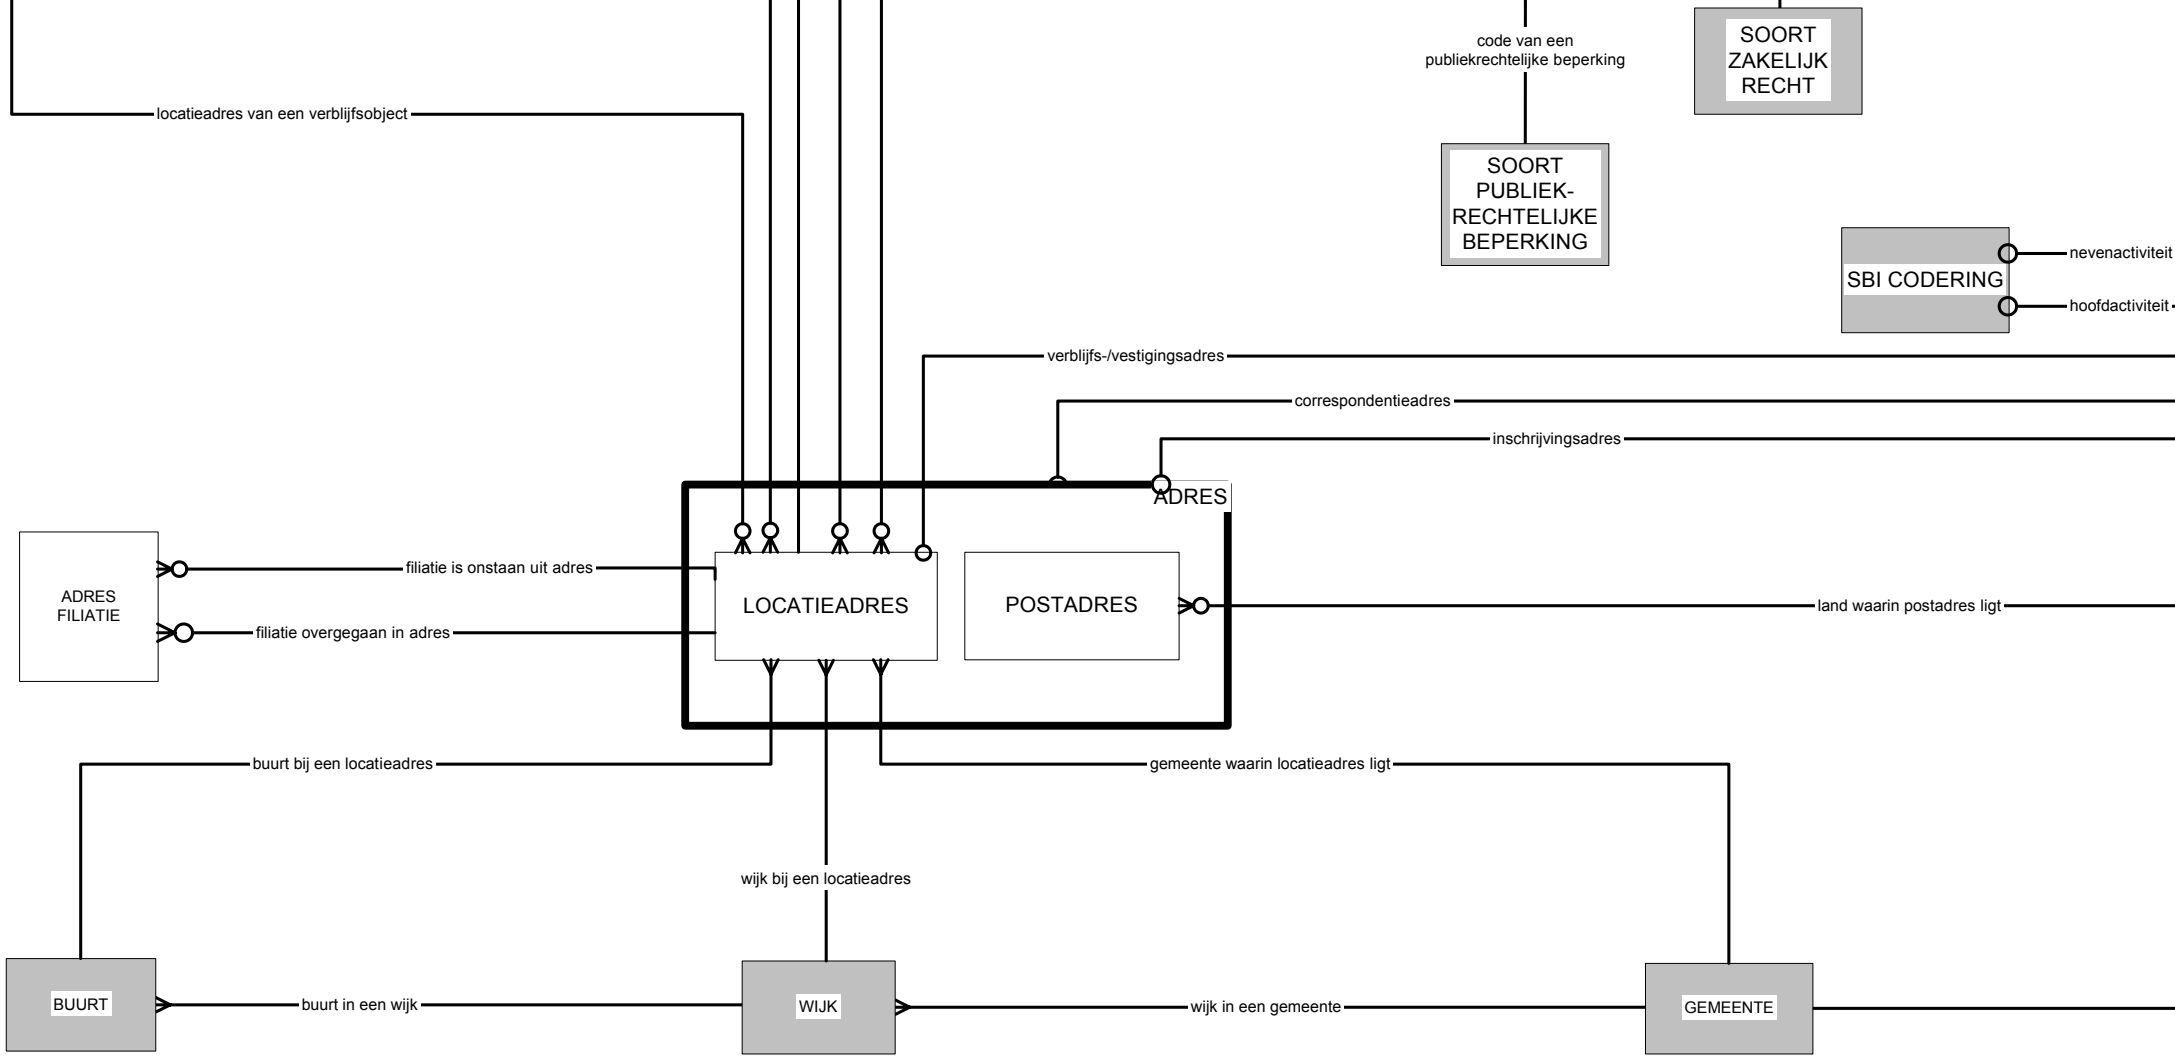 code van een
publiekrechtelijke beperking
SOORT
ZAKELIJK
RECHT
locatieadres van een verblijfsobject
SOORT
PUBLIEK-
RECHTELIJKE
BEPERKING
nevenactiviteit
SBI CODERING
hoofdactiviteit
verblijfs-/vestigingsadres
correspondentieadres
inschrijvingsadres
ADRES
filiatie is onstaan uit adres
ADRES
FILIATIE
LOCATIEADRES
POSTADRES
land waarin postadres ligt
filiatie overgegaan in adres
buurt bij een locatieadres
gemeente waarin locatieadres ligt
wijk bij een locatieadres
BUURT
buurt in een wijk
WIJK
wijk in een gemeente
GEMEENTE